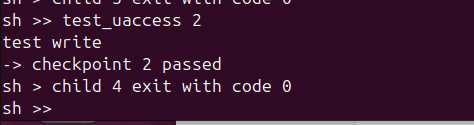 sh > child 3 exit with code 0
sh >> test_uaccess 2
test write
-> checkpoint 2 passed
sh > child 4 exit with code 0
sh >>